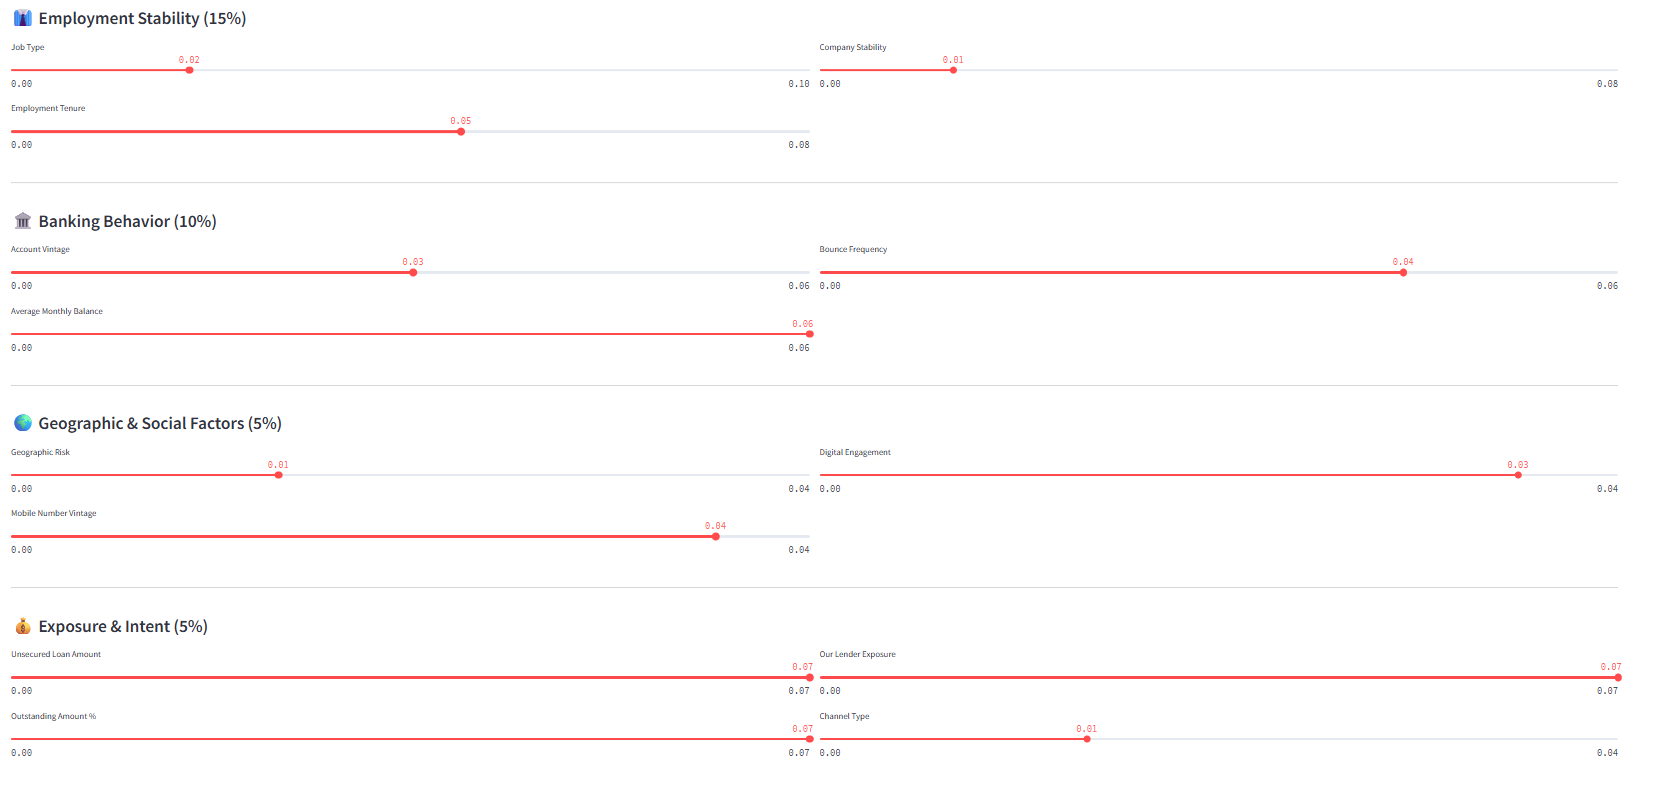 Employment Stability (15%)
Job Type
0.02
0.00 0.10
Company Stability
0.01
0.00 0.08
Employment Tenure
0.05
0.00 0.08
Banking Behavior (10%)
Account Vintage
0.03
0.00 0.06
Bounce Frequency
0.04
0.00 0.06
Average Monthly Balance
0.06
0.00 0.06
Geographic & Social Factors (5%)
Geographic Risk
0.01
0.00 0.04
Digital Engagement
0.03
0.00 0.04
Mobile Number Vintage
0.04
0.00 0.04
Exposure & Intent (5%)
Unsecured Loan Amount
0.07
0.00 0.07
Our Lender Exposure
0.07
0.00 0.07
Outstanding Amount %
0.07
0.00 0.07
Channel Type
0.01
0.00 0.04